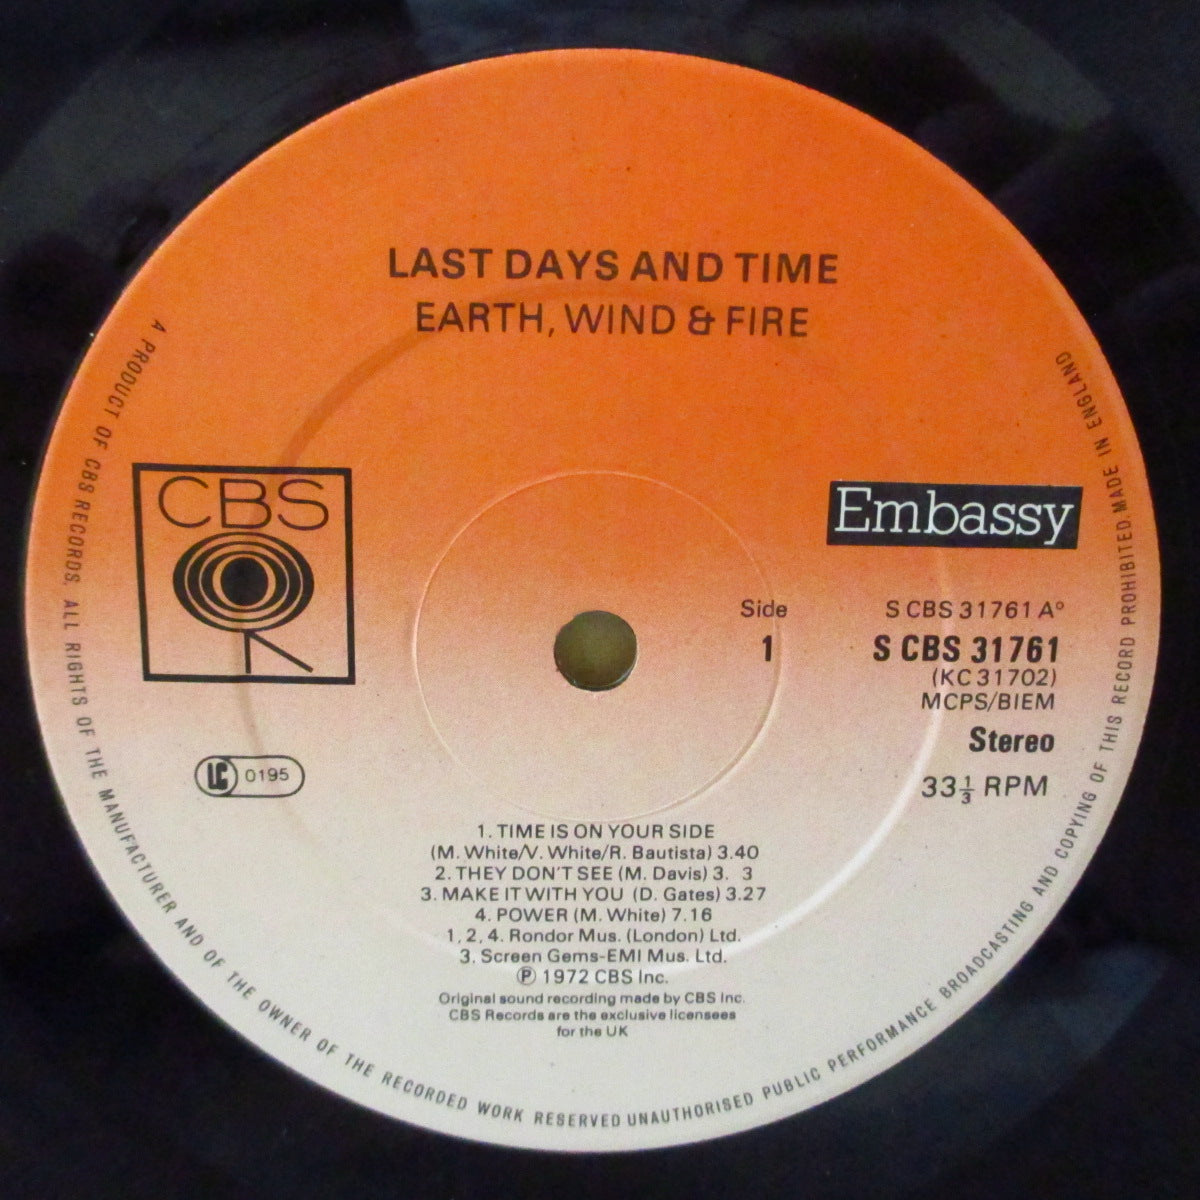 LAST DAYS AND TIME
EARTH, WIND & FIRE
CBS
Embassy
Side
1
S CBS 31761 Aº
S CBS 31761
(KC 31702)
MCPS/BIEM
Stereo
33⅓ RPM
LC 0195
1. TIME IS ON YOUR SIDE
(M. White/V. White/R. Bautista) 3.40
2. THEY DON'T SEE (M. Davis) 3. 3
3. MAKE IT WITH YOU (D. Gates) 3.27
4. POWER (M. White) 7.16
1, 2, 4. Rondor Mus. (London) Ltd.
3. Screen Gems-EMI Mus. Ltd.
℗ 1972 CBS Inc.
Original sound recording made by CBS Inc.
CBS Records are the exclusive licensees
for the UK
A PRODUCT OF CBS RECORDS. ALL RIGHTS OF THE MANUFACTURER AND OF THE OWNER OF THE RECORDED WORK RESERVED UNAUTHORISED PUBLIC PERFORMANCE BROADCASTING AND COPYING OF THIS RECORD PROHIBITED. MADE IN ENGLAND